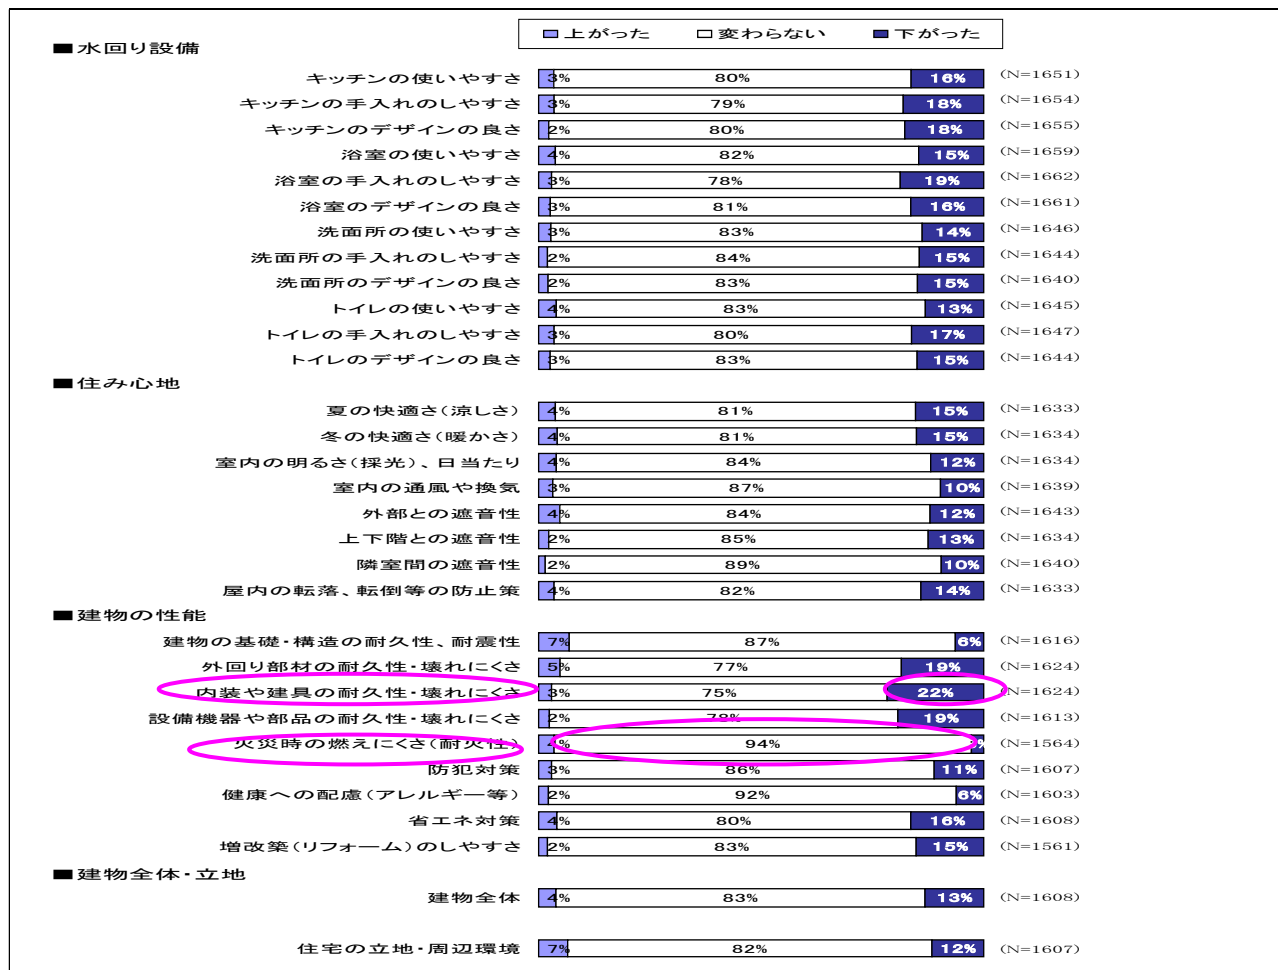 上がった 変わらない 下がった
■水回り設備
キッチンの使いやすさ 3% 80% 16% (N=1651)
キッチンの手入れのしやすさ 3% 79% 18% (N=1654)
キッチンのデザインの良さ 2% 80% 18% (N=1655)
浴室の使いやすさ 4% 82% 15% (N=1659)
浴室の手入れのしやすさ 3% 78% 19% (N=1662)
浴室のデザインの良さ 3% 81% 16% (N=1661)
洗面所の使いやすさ 3% 83% 14% (N=1646)
洗面所の手入れのしやすさ 2% 84% 15% (N=1644)
洗面所のデザインの良さ 2% 83% 15% (N=1640)
トイレの使いやすさ 4% 83% 13% (N=1645)
トイレの手入れのしやすさ 3% 80% 17% (N=1647)
トイレのデザインの良さ 3% 83% 15% (N=1644)
■住み心地
夏の快適さ(涼しさ) 4% 81% 15% (N=1633)
冬の快適さ(暖かさ) 4% 81% 15% (N=1634)
室内の明るさ(採光)、日当たり 4% 84% 12% (N=1634)
室内の通風や換気 3% 87% 10% (N=1639)
外部との遮音性 4% 84% 12% (N=1643)
上下階との遮音性 2% 85% 13% (N=1634)
隣室間の遮音性 2% 89% 10% (N=1640)
屋内の転落、転倒等の防止策 4% 82% 14% (N=1633)
■建物の性能
建物の基礎・構造の耐久性、耐震性 7% 87% 6% (N=1616)
外回り部材の耐久性・壊れにくさ 5% 77% 19% (N=1624)
内装や建具の耐久性・壊れにくさ 3% 75% 22% (N=1624)
設備機器や部品の耐久性・壊れにくさ 2% 78% 19% (N=1613)
火災時の燃えにくさ(耐火性) 4% 94% (N=1564)
防犯対策 3% 86% 11% (N=1607)
健康への配慮(アレルギー等) 2% 92% 6% (N=1603)
省エネ対策 4% 80% 16% (N=1608)
増改築(リフォーム)のしやすさ 2% 83% 15% (N=1561)
■建物全体・立地
建物全体 4% 83% 13% (N=1608)
住宅の立地・周辺環境 7% 82% 12% (N=1607)